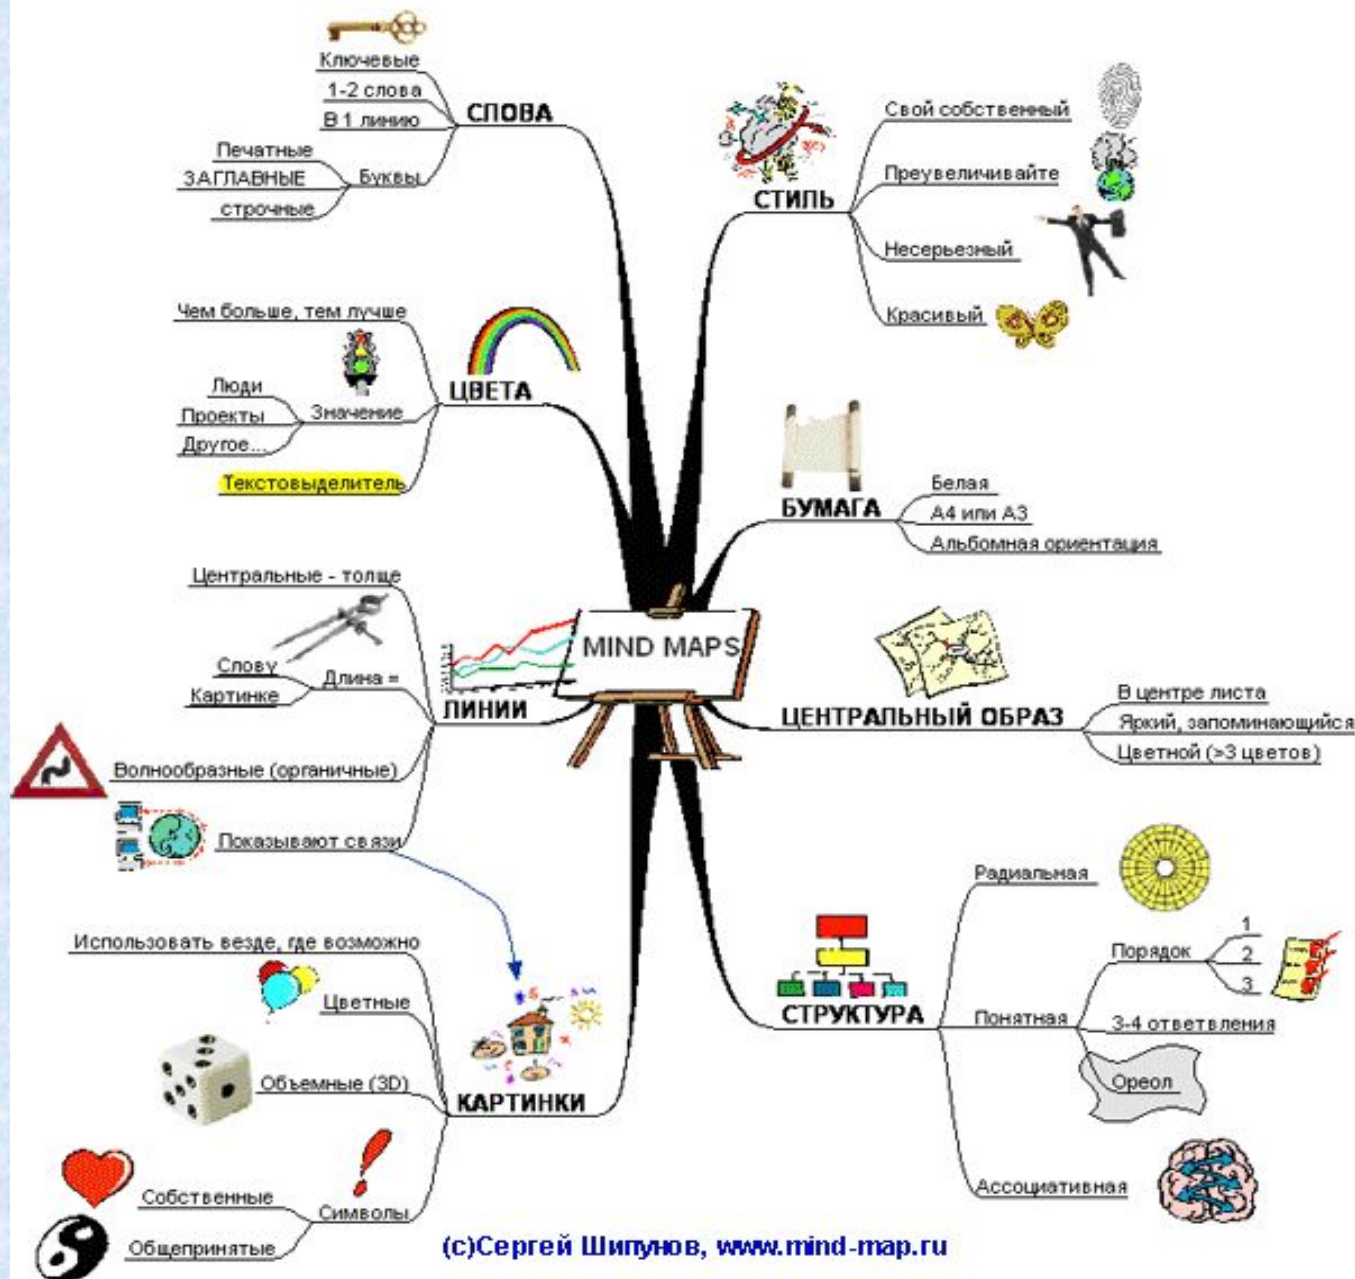 Ключевые
1-2 слова
В 1 линию
СЛОВА
Печатные
ЗАГЛАВНЫЕ
строчные
Буквы
Свой собственный
Преувеличивайте
СТИЛЬ
Несерьезный
Красивый
Чем больше, тем лучше
ЦВЕТА
Люди
Проекты
Другое...
Значение
Текстовыделитель
БУМАГА
Белая
А4 или А3
Альбомная ориентация
Центральные - толще
MIND MAPS
Слову
Картинке
Длина =
ЛИНИИ
Волнообразные (органичные)
Показывают связи
ЦЕНТРАЛЬНЫЙ ОБРАЗ
В центре листа
Яркий, запоминающийся
Цветной (>3 цветов)
Использовать везде, где возможно
Цветные
Объемные (3D)
КАРТИНКИ
Собственные
Общепринятые
Символы
Радиальная
СТРУКТУРА
Понятная
Порядок
1
2
3
3-4 ответвления
Ореол
Ассоциативная
(с)Сергей Шипунов, www.mind-map.ru